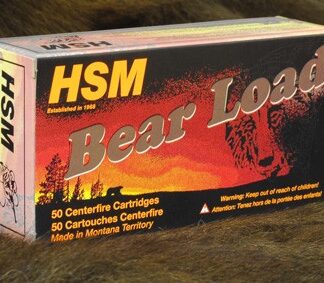 HSM
Established in 1968
Bear Load
50 Centerfire Cartridges
50 Cartouches Centerfire
Made in Montana Territory
Warning: Keep out of reach of children!
Attention: Tenez hors de la portée des enfants!
HSM